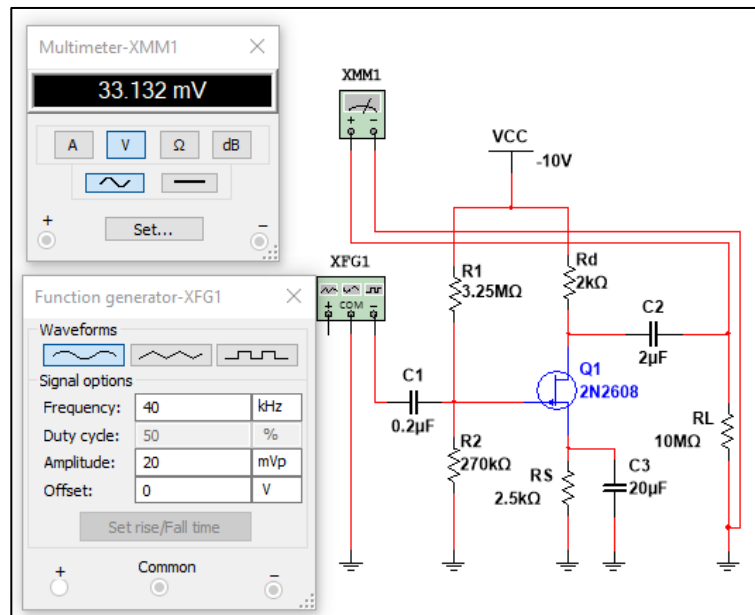 Multimeter-XMM1
33.132 mV
A V Ω dB
+ Set... −
Function generator-XFG1
Waveforms
Signal options
Frequency: 40 kHz
Duty cycle: 50 %
Amplitude: 20 mVp
Offset: 0 V
Set rise/Fall time
+ Common −
XMM1
+ −
VCC
-10V
XFG1
+ COM −
R1
3.25MΩ
Rd
2kΩ
C2
2µF
C1
0.2µF
Q1
2N2608
R2
270kΩ
RS
2.5kΩ
C3
20µF
RL
10MΩ